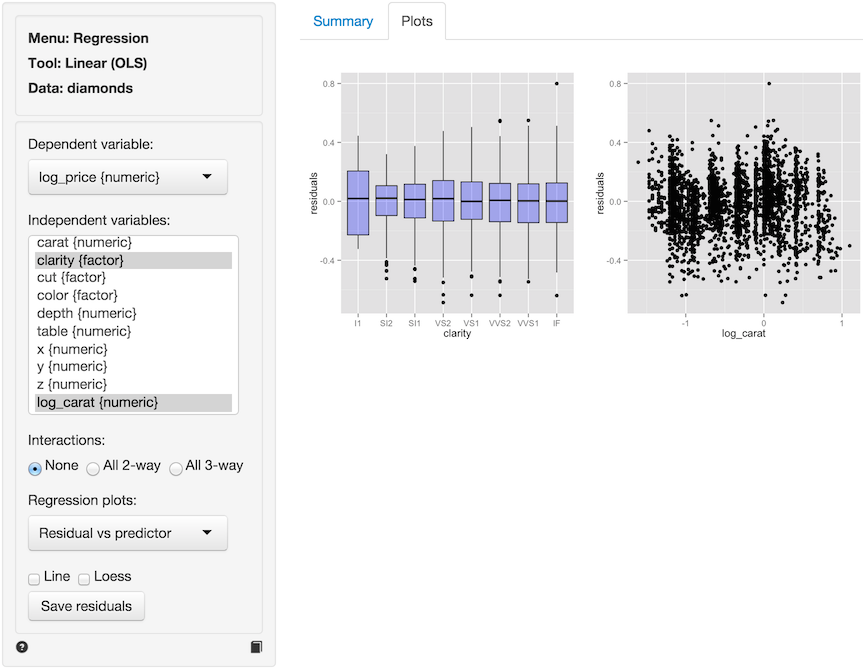 Menu: Regression
Tool: Linear (OLS)
Data: diamonds
Dependent variable:
log_price {numeric}
Independent variables:
carat {numeric}
clarity {factor}
cut {factor}
color {factor}
depth {numeric}
table {numeric}
x {numeric}
y {numeric}
z {numeric}
log_carat {numeric}
Interactions:
None All 2-way All 3-way
Regression plots:
Residual vs predictor
Line Loess
Save residuals
?
Summary Plots
0.8
0.4
0.0
-0.4
residuals
I1 SI2 SI1 VS2 VS1 VVS2 VVS1 IF
clarity
0.8
0.4
0.0
-0.4
residuals
-1 0 1
log_carat